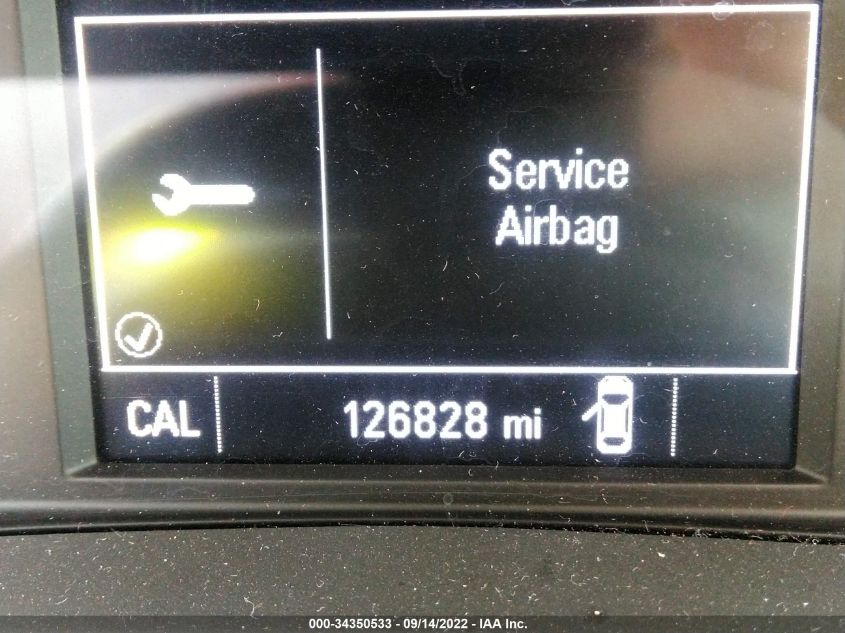 Service
Airbag
CAL 126828 mi
000-34350533 - 09/14/2022 - IAA Inc.